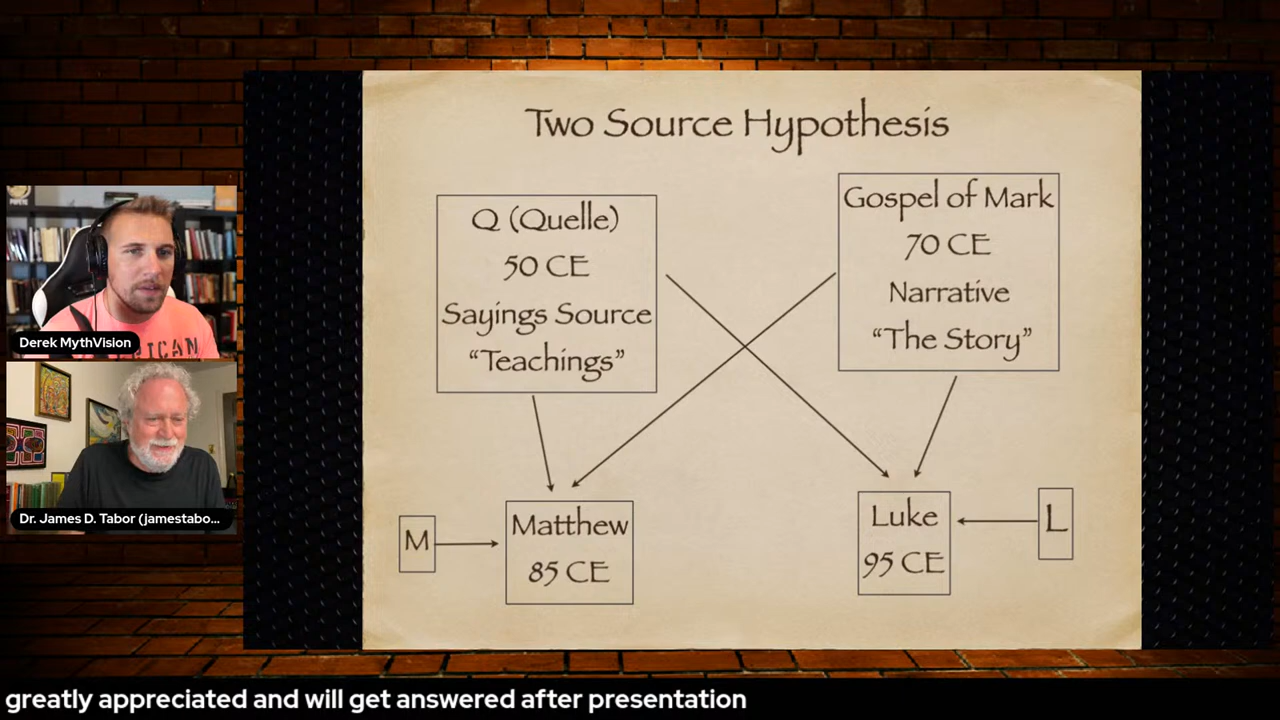 Two Source Hypothesis
Q (Quelle)
50 CE
Sayings Source
“Teachings”
Gospel of Mark
70 CE
Narrative
“The Story”
M
Matthew
85 CE
Luke
95 CE
L
Derek MythVision
Dr. James D. Tabor (jamestabo...
greatly appreciated and will get answered after presentation